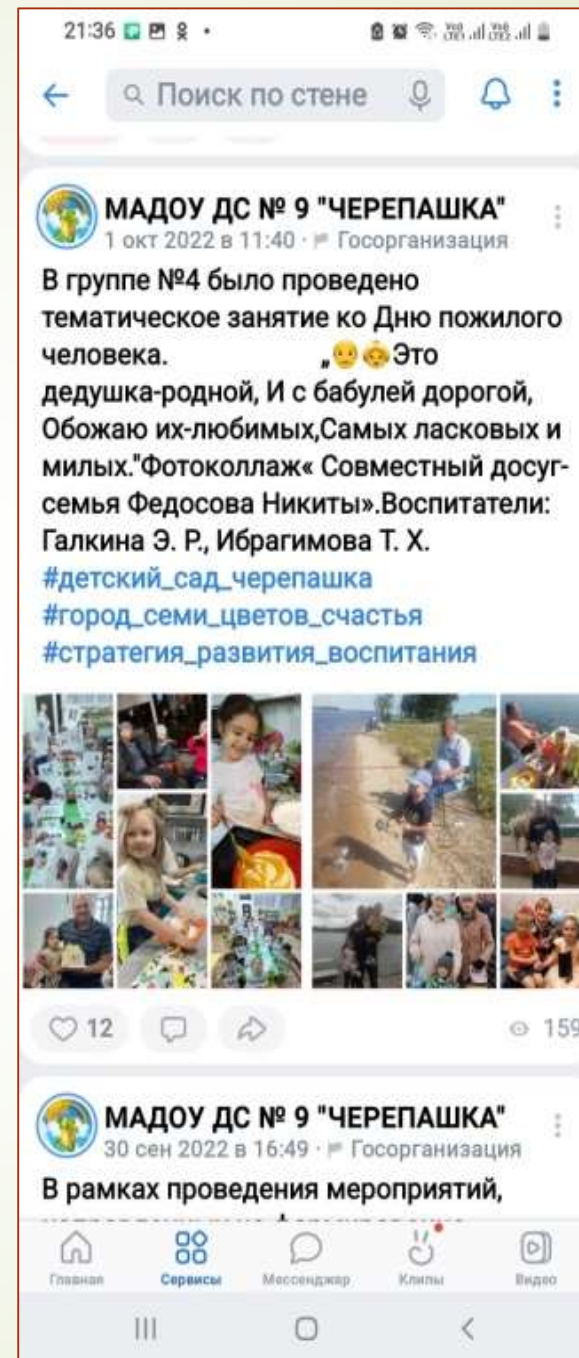 21:36
Поиск по стене
МАДОУ ДС № 9 "ЧЕРЕПАШКА"
1 окт 2022 в 11:40 · Госорганизация
В группе №4 было проведено
тематическое занятие ко Дню пожилого
человека. „👴👵Это
дедушка-родной, И с бабулей дорогой,
Обожаю их-любимых,Самых ласковых и
милых."Фотоколлаж« Совместный досуг-
семья Федосова Никиты».Воспитатели:
Галкина Э. Р., Ибрагимова Т. Х.
#детский_сад_черепашка
#город_семи_цветов_счастья
#стратегия_развития_воспитания
12
159
МАДОУ ДС № 9 "ЧЕРЕПАШКА"
30 сен 2022 в 16:49 · Госорганизация
В рамках проведения мероприятий,
Главная Сервисы Мессенджер Клипы Видео